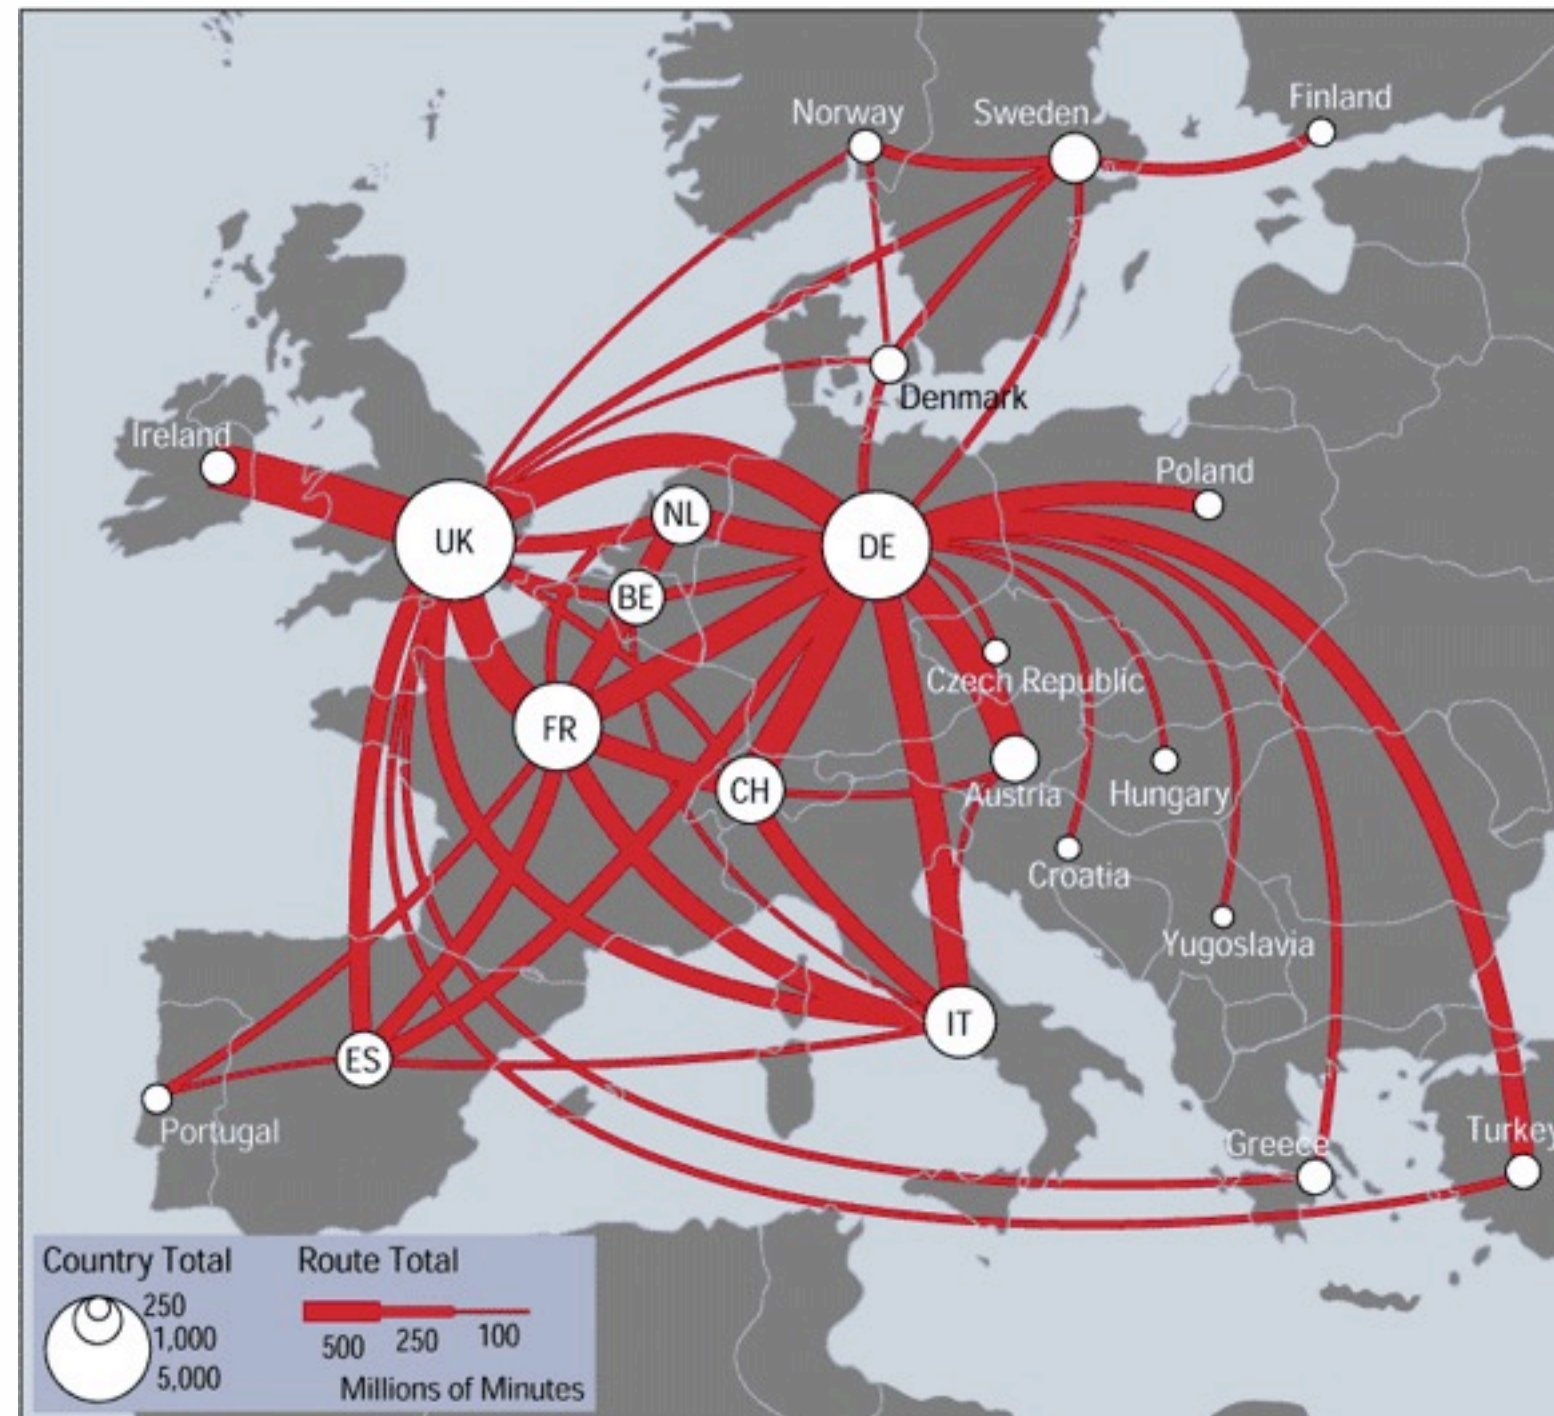 Norway
Sweden
Finland
Denmark
Ireland
Poland
UK
NL
DE
BE
Czech Republic
FR
CH
Austria
Hungary
Croatia
Yugoslavia
IT
ES
Portugal
Greece
Turkey
Country Total
250
1,000
5,000
Route Total
500 250 100
Millions of Minutes